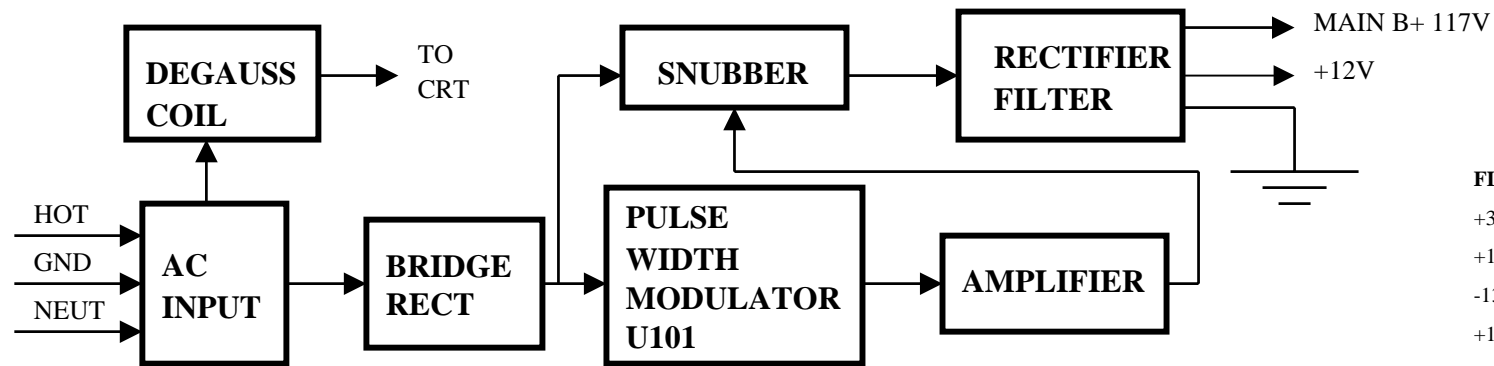 DEGAUSS
COIL
TO
CRT
SNUBBER
RECTIFIER
FILTER
MAIN B+ 117V
+12V
HOT
GND
NEUT
AC
INPUT
BRIDGE
RECT
PULSE
WIDTH
MODULATOR
U101
AMPLIFIER